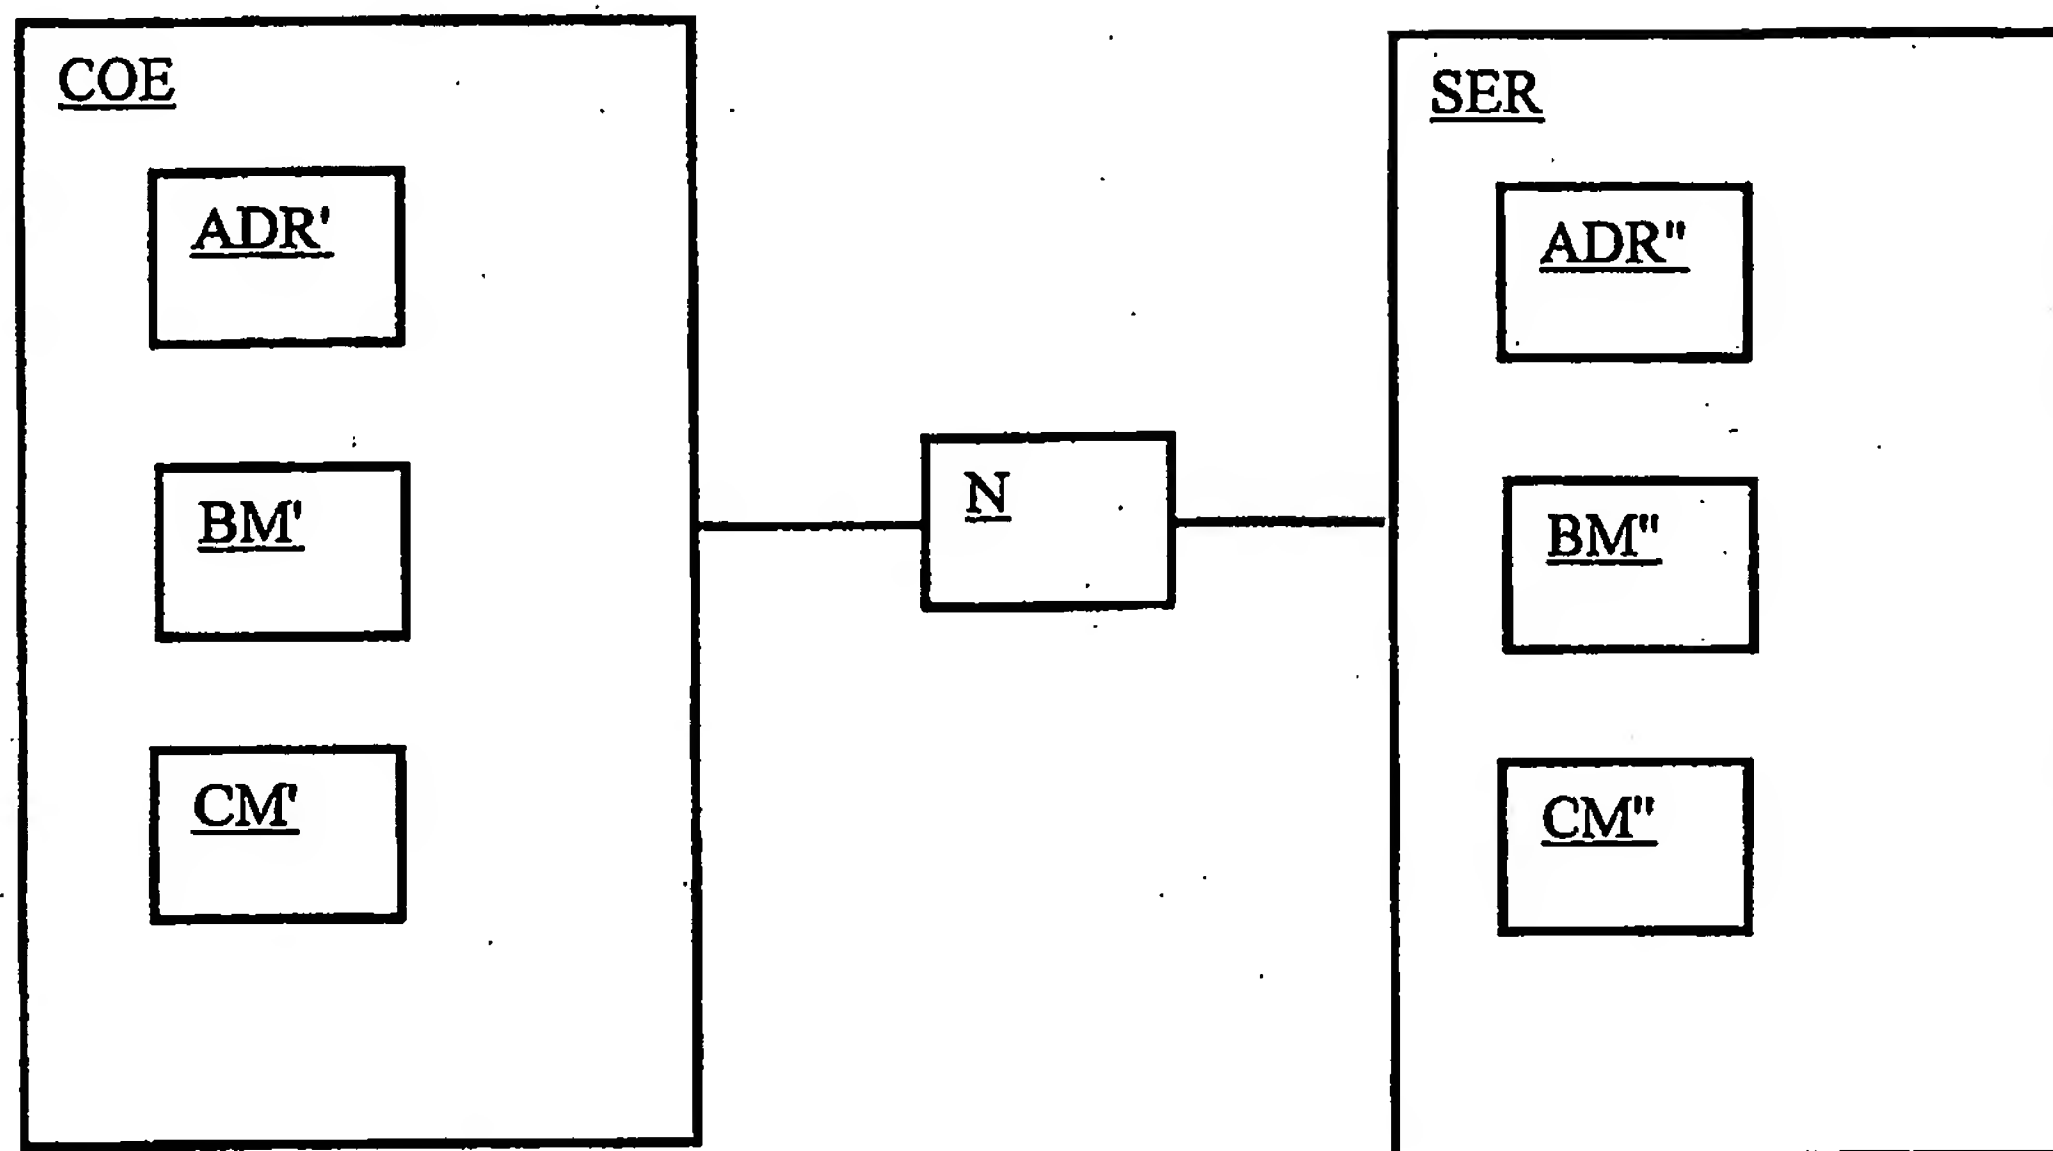 COE
ADR'
BM'
CM'
N
SER
ADR"
BM"
CM"